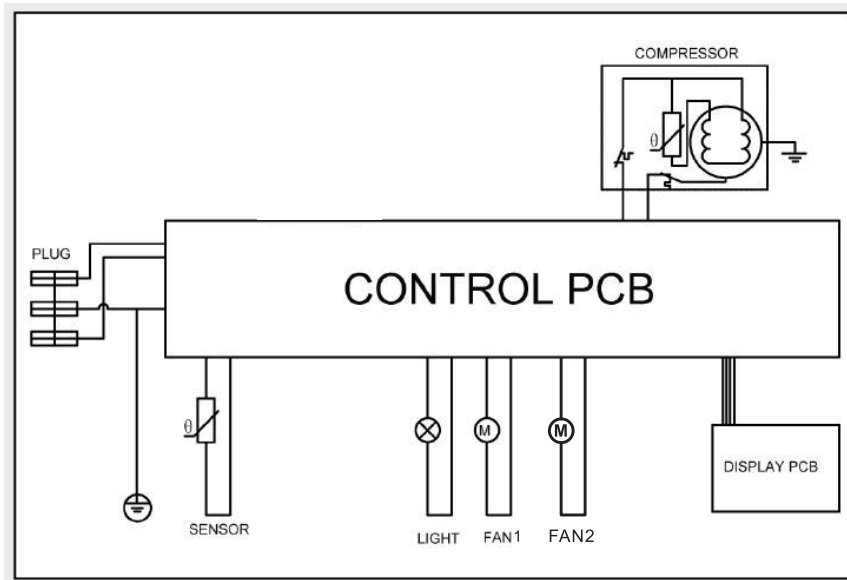 COMPRESSOR
θ
PLUG
CONTROL PCB
θ
M
M
DISPLAY PCB
SENSOR
LIGHT
FAN1
FAN2